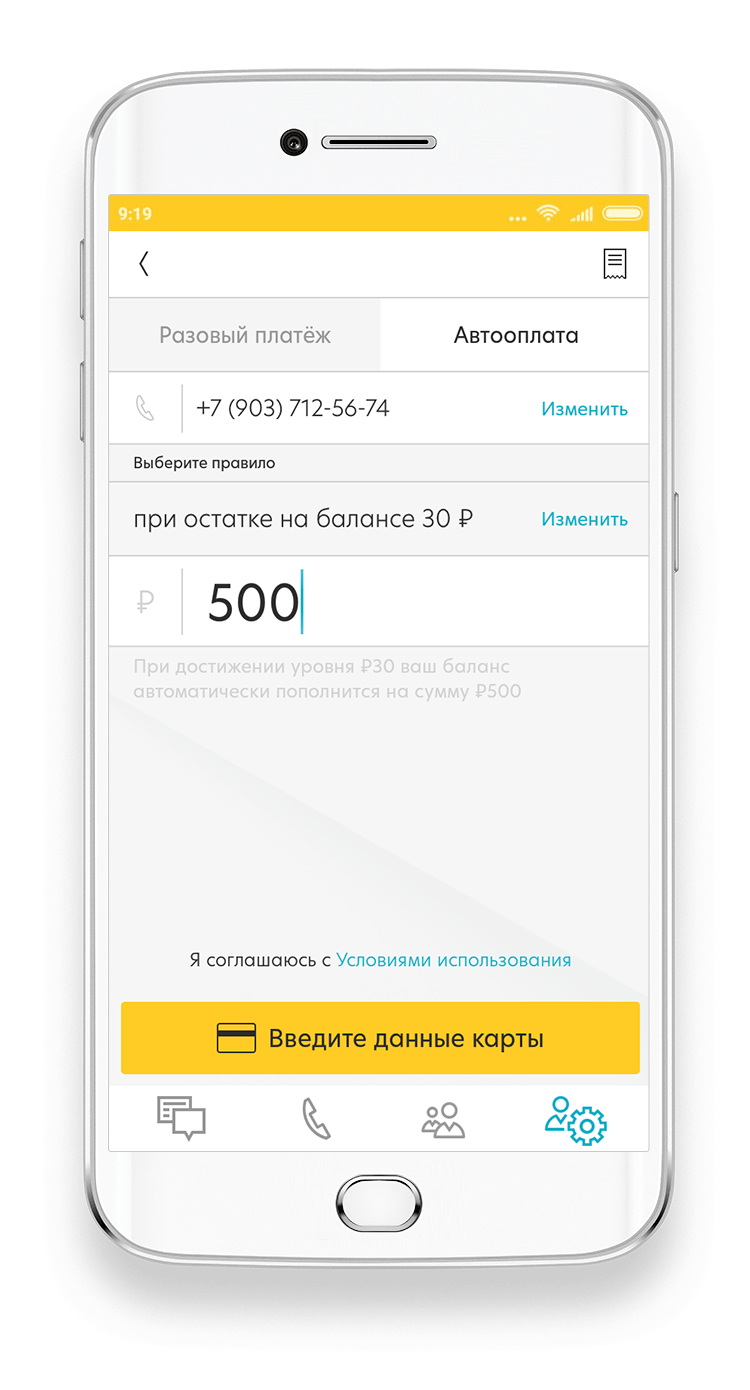 9:19
Разовый платёж
Автооплата
+7 (903) 712-56-74
Изменить
Выберите правило
при остатке на балансе 30 ₽
Изменить
₽
500
При достижении уровня ₽30 ваш баланс
автоматически пополнится на сумму ₽500
Я соглашаюсь с Условиями использования
Введите данные карты